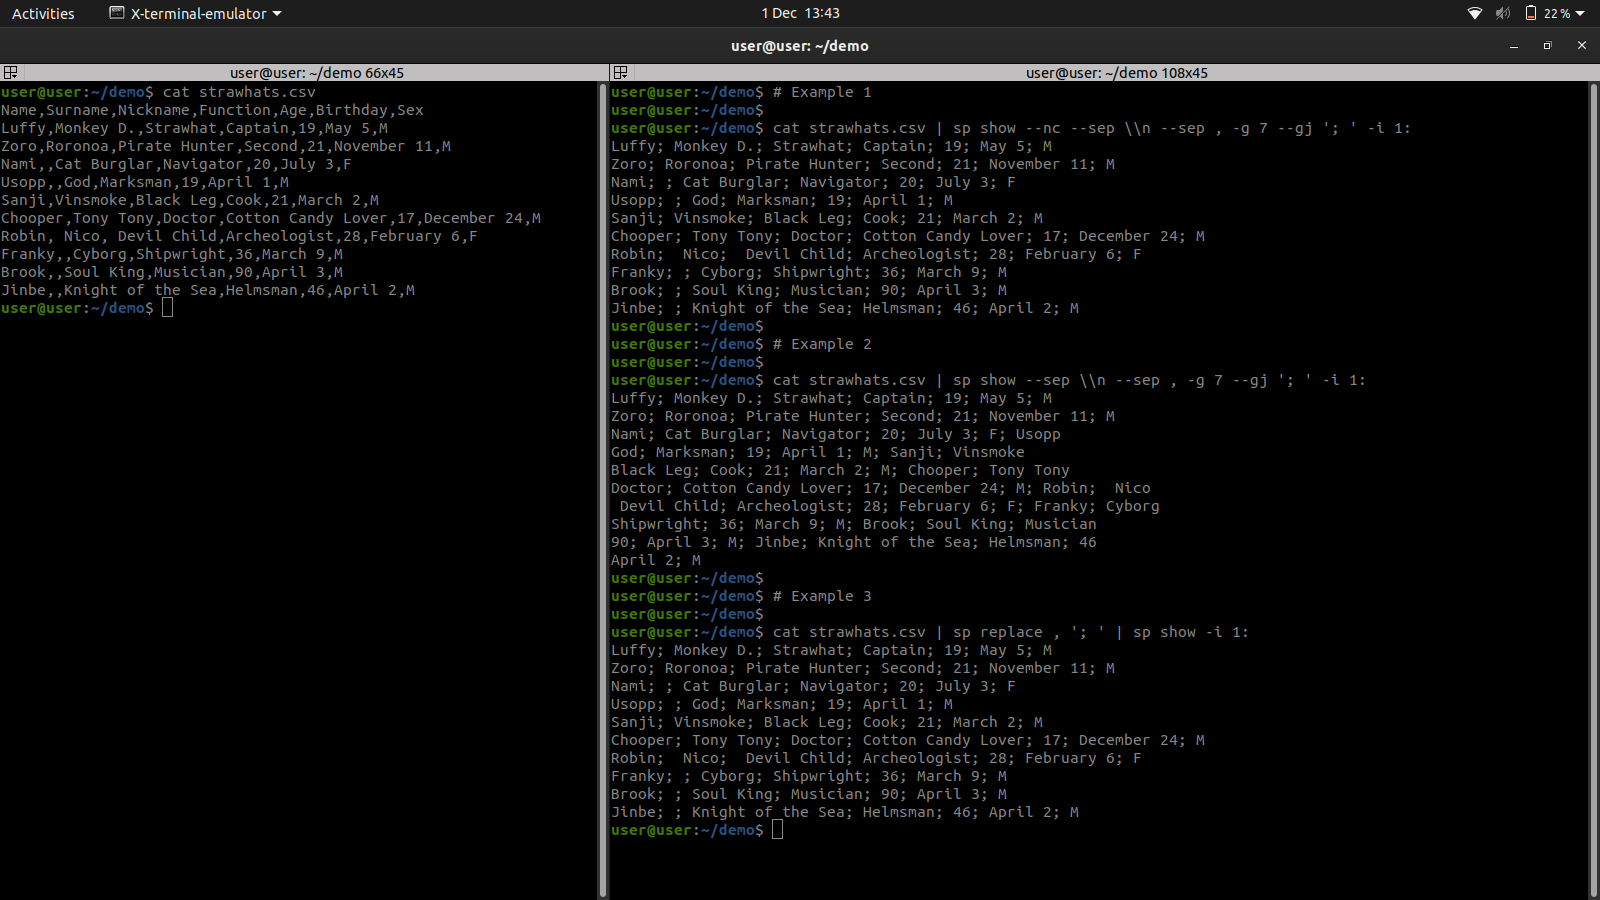 Activities X-terminal-emulator 1 Dec 13:43 22 %
user@user: ~/demo
user@user: ~/demo 66x45
user@user:~/demo$ cat strawhats.csv
Name,Surname,Nickname,Function,Age,Birthday,Sex
Luffy,Monkey D.,Strawhat,Captain,19,May 5,M
Zoro,Roronoa,Pirate Hunter,Second,21,November 11,M
Nami,,Cat Burglar,Navigator,20,July 3,F
Usopp,,God,Marksman,19,April 1,M
Sanji,Vinsmoke,Black Leg,Cook,21,March 2,M
Chooper,Tony Tony,Doctor,Cotton Candy Lover,17,December 24,M
Robin, Nico, Devil Child,Archeologist,28,February 6,F
Franky,,Cyborg,Shipwright,36,March 9,M
Brook,,Soul King,Musician,90,April 3,M
Jinbe,,Knight of the Sea,Helmsman,46,April 2,M
user@user:~/demo$
user@user: ~/demo 108x45
user@user:~/demo$ # Example 1
user@user:~/demo$
user@user:~/demo$ cat strawhats.csv | sp show --nc --sep \\n --sep , -g 7 --gj '; ' -i 1:
Luffy; Monkey D.; Strawhat; Captain; 19; May 5; M
Zoro; Roronoa; Pirate Hunter; Second; 21; November 11; M
Nami; ; Cat Burglar; Navigator; 20; July 3; F
Usopp; ; God; Marksman; 19; April 1; M
Sanji; Vinsmoke; Black Leg; Cook; 21; March 2; M
Chooper; Tony Tony; Doctor; Cotton Candy Lover; 17; December 24; M
Robin;  Nico;  Devil Child; Archeologist; 28; February 6; F
Franky; ; Cyborg; Shipwright; 36; March 9; M
Brook; ; Soul King; Musician; 90; April 3; M
Jinbe; ; Knight of the Sea; Helmsman; 46; April 2; M
user@user:~/demo$
user@user:~/demo$ # Example 2
user@user:~/demo$
user@user:~/demo$ cat strawhats.csv | sp show --sep \\n --sep , -g 7 --gj '; ' -i 1:
Luffy; Monkey D.; Strawhat; Captain; 19; May 5; M
Zoro; Roronoa; Pirate Hunter; Second; 21; November 11; M
Nami; Cat Burglar; Navigator; 20; July 3; F; Usopp
God; Marksman; 19; April 1; M; Sanji; Vinsmoke
Black Leg; Cook; 21; March 2; M; Chooper; Tony Tony
Doctor; Cotton Candy Lover; 17; December 24; M; Robin;  Nico
 Devil Child; Archeologist; 28; February 6; F; Franky; Cyborg
Shipwright; 36; March 9; M; Brook; Soul King; Musician
90; April 3; M; Jinbe; Knight of the Sea; Helmsman; 46
April 2; M
user@user:~/demo$
user@user:~/demo$ # Example 3
user@user:~/demo$
user@user:~/demo$ cat strawhats.csv | sp replace , '; ' | sp show -i 1:
Luffy; Monkey D.; Strawhat; Captain; 19; May 5; M
Zoro; Roronoa; Pirate Hunter; Second; 21; November 11; M
Nami; ; Cat Burglar; Navigator; 20; July 3; F
Usopp; ; God; Marksman; 19; April 1; M
Sanji; Vinsmoke; Black Leg; Cook; 21; March 2; M
Chooper; Tony Tony; Doctor; Cotton Candy Lover; 17; December 24; M
Robin;  Nico;  Devil Child; Archeologist; 28; February 6; F
Franky; ; Cyborg; Shipwright; 36; March 9; M
Brook; ; Soul King; Musician; 90; April 3; M
Jinbe; ; Knight of the Sea; Helmsman; 46; April 2; M
user@user:~/demo$